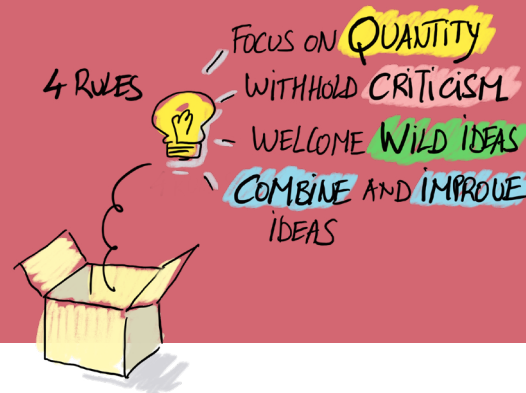 4 RULES
FOCUS ON QUANTITY
WITHHOLD CRITICISM
WELCOME WILD IDEAS
COMBINE AND IMPROVE
IDEAS